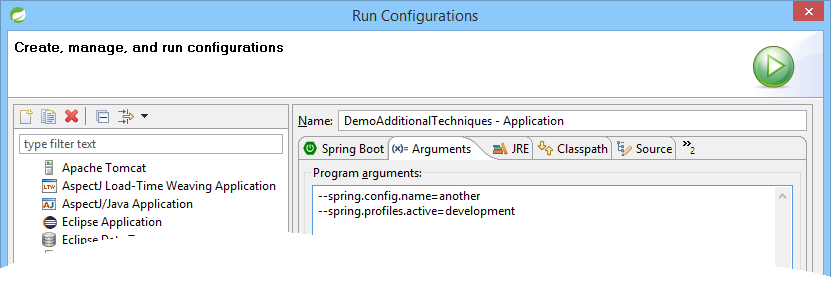 Run Configurations
Create, manage, and run configurations
type filter text
Apache Tomcat
LTW AspectJ Load-Time Weaving Application
AJ AspectJ/Java Application
Eclipse Application
Eclipse
Name: DemoAdditionalTechniques - Application
Spring Boot (x)= Arguments JRE Classpath Source »2
Program arguments:
--spring.config.name=another
--spring.profiles.active=development